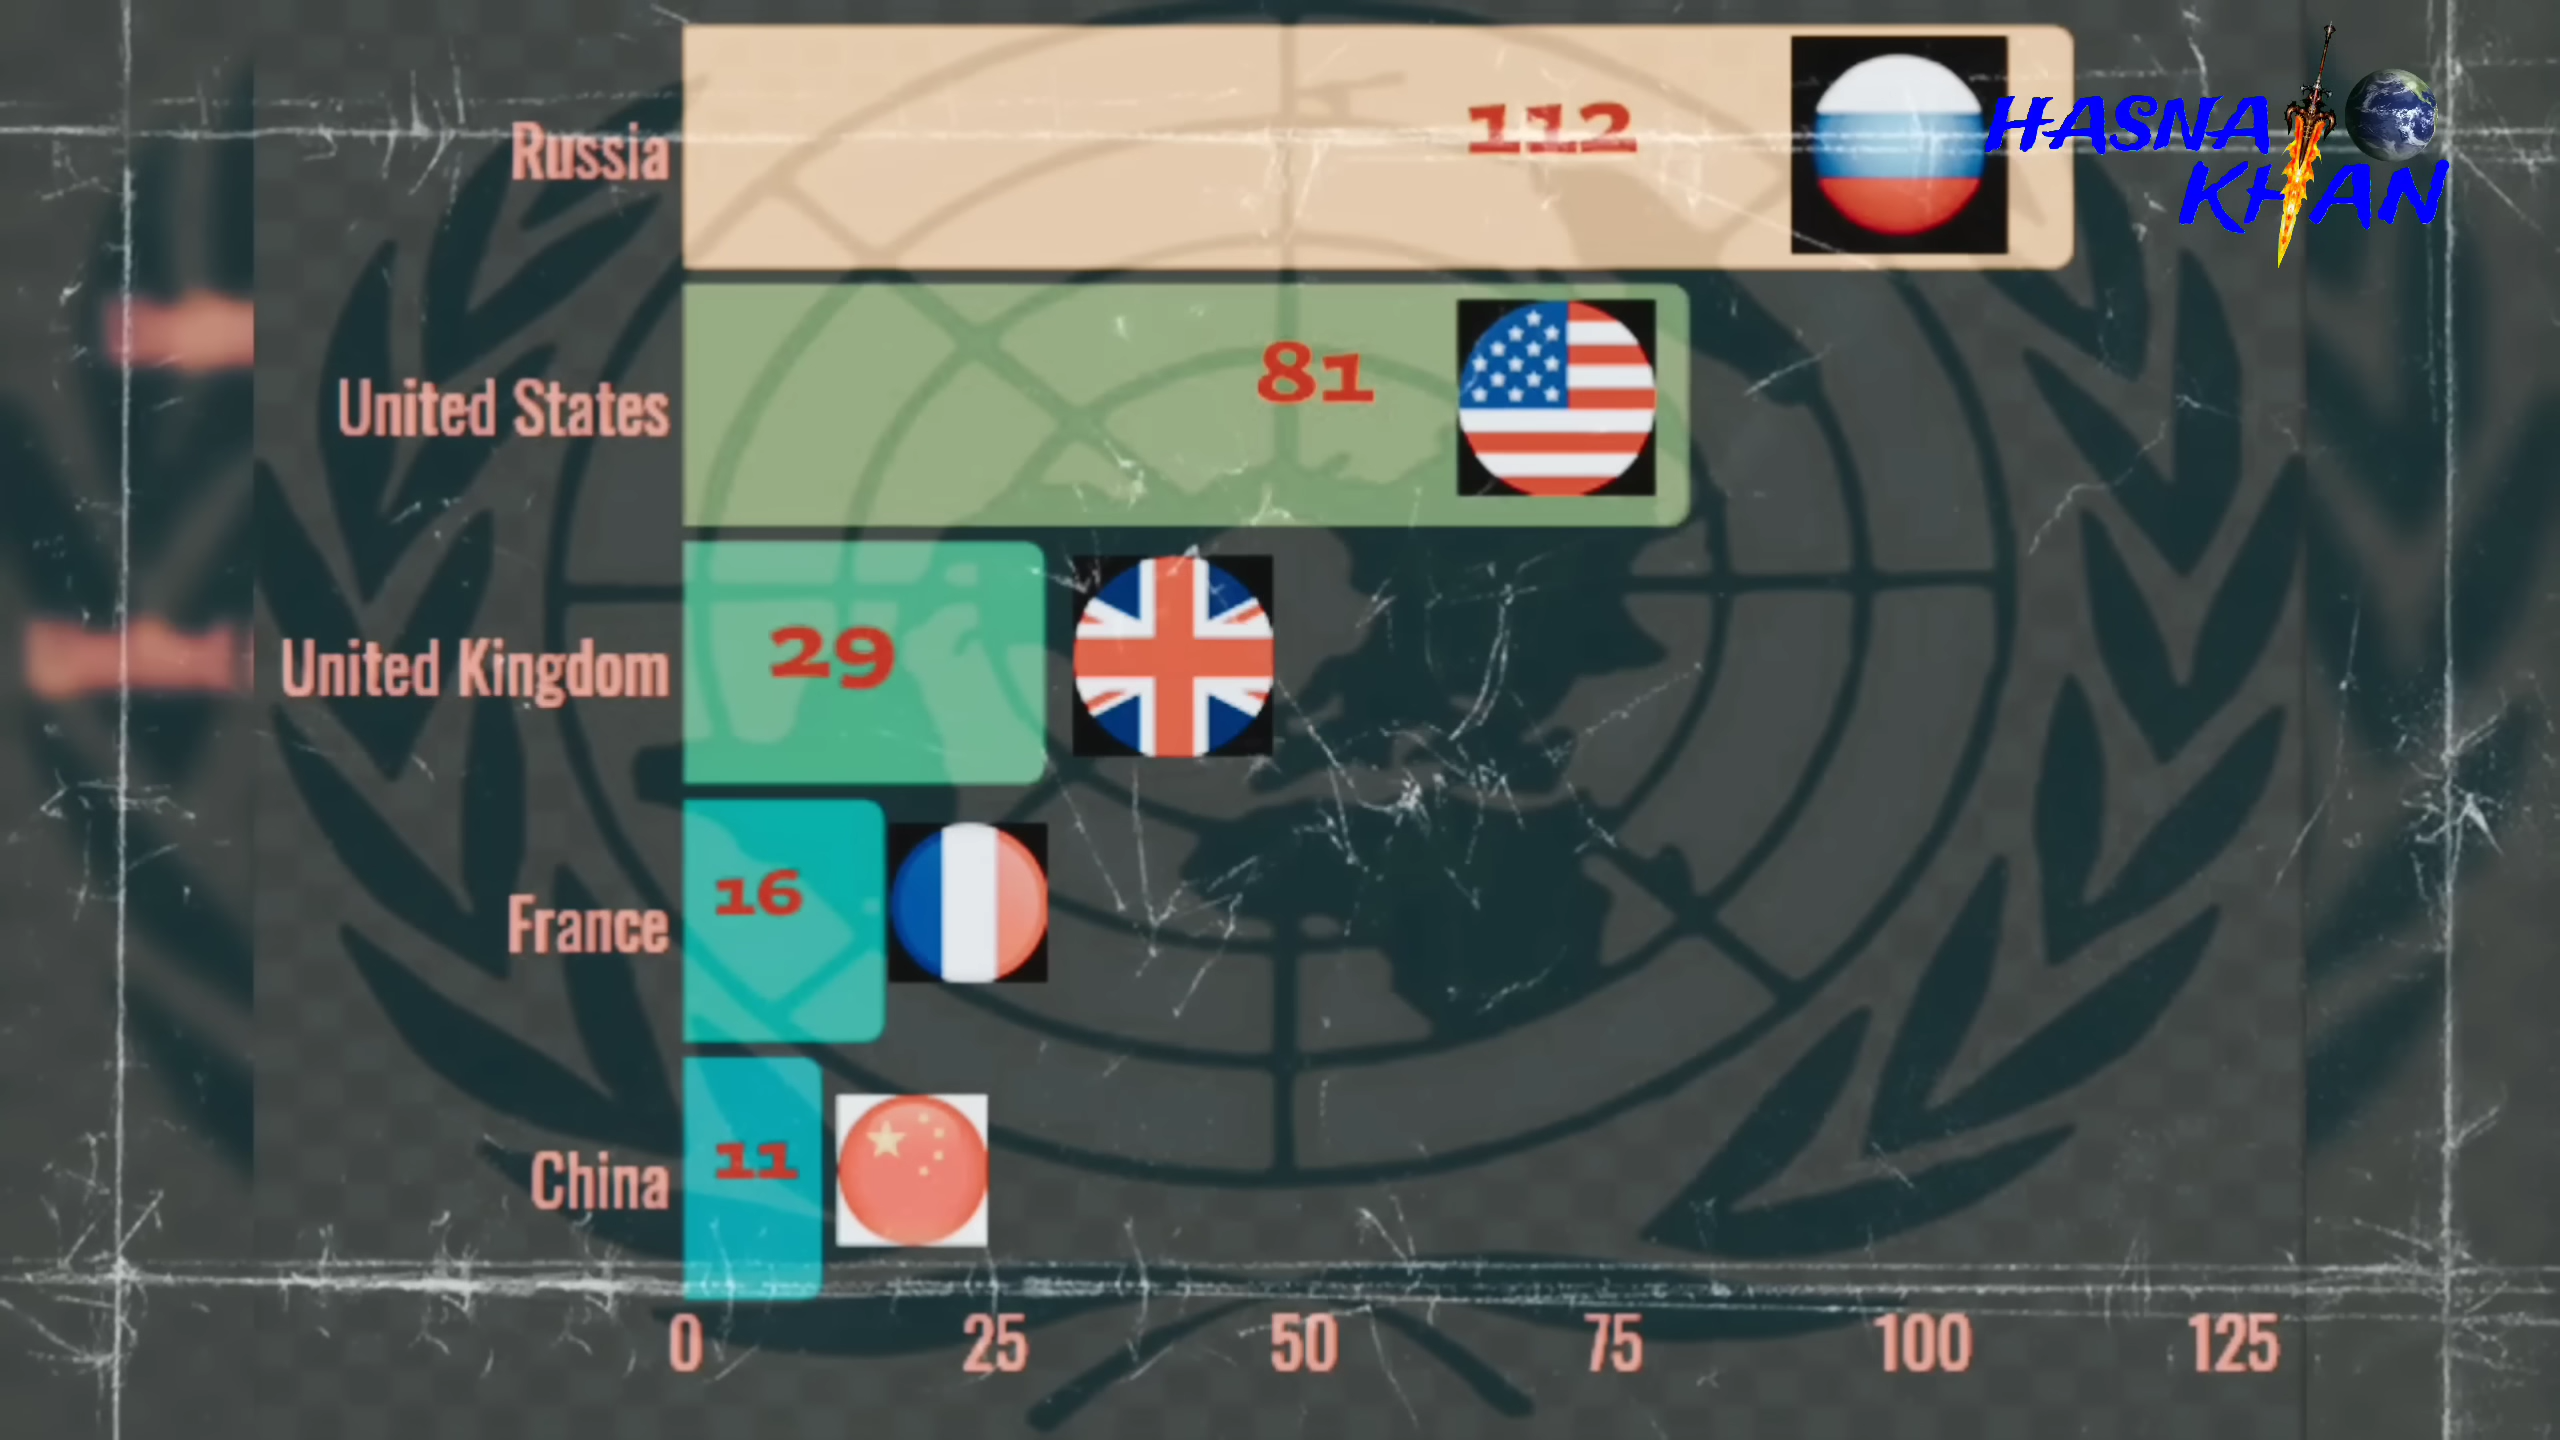 Russia 112
HASNA
KHAN
United States 81
United Kingdom 29
France 16
China 11
0 25 50 75 100 125